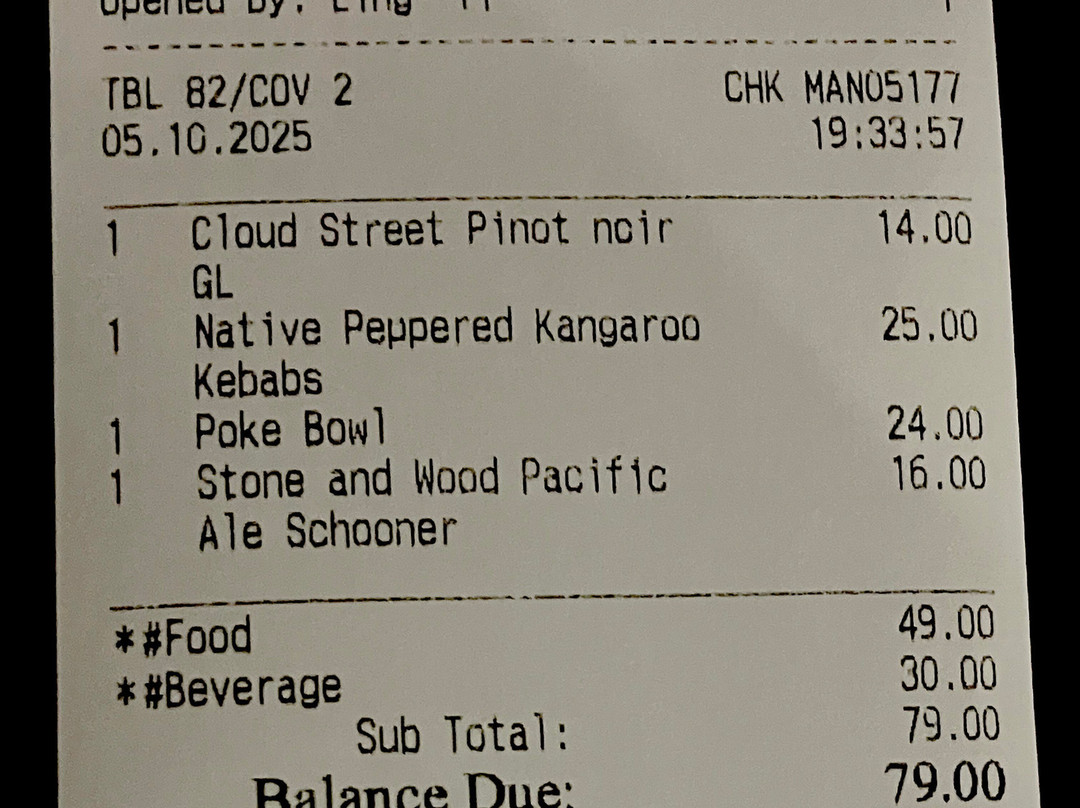 Opened By:
TBL 82/COV 2 CHK MAN05177
05.10.2025 19:33:57
1 Cloud Street Pinot noir 14.00
GL
1 Native Peppered Kangaroo 25.00
Kebabs
1 Poke Bowl 24.00
1 Stone and Wood Pacific 16.00
Ale Schooner
*#Food 49.00
*#Beverage 30.00
Sub Total: 79.00
Balance Due: 79.00